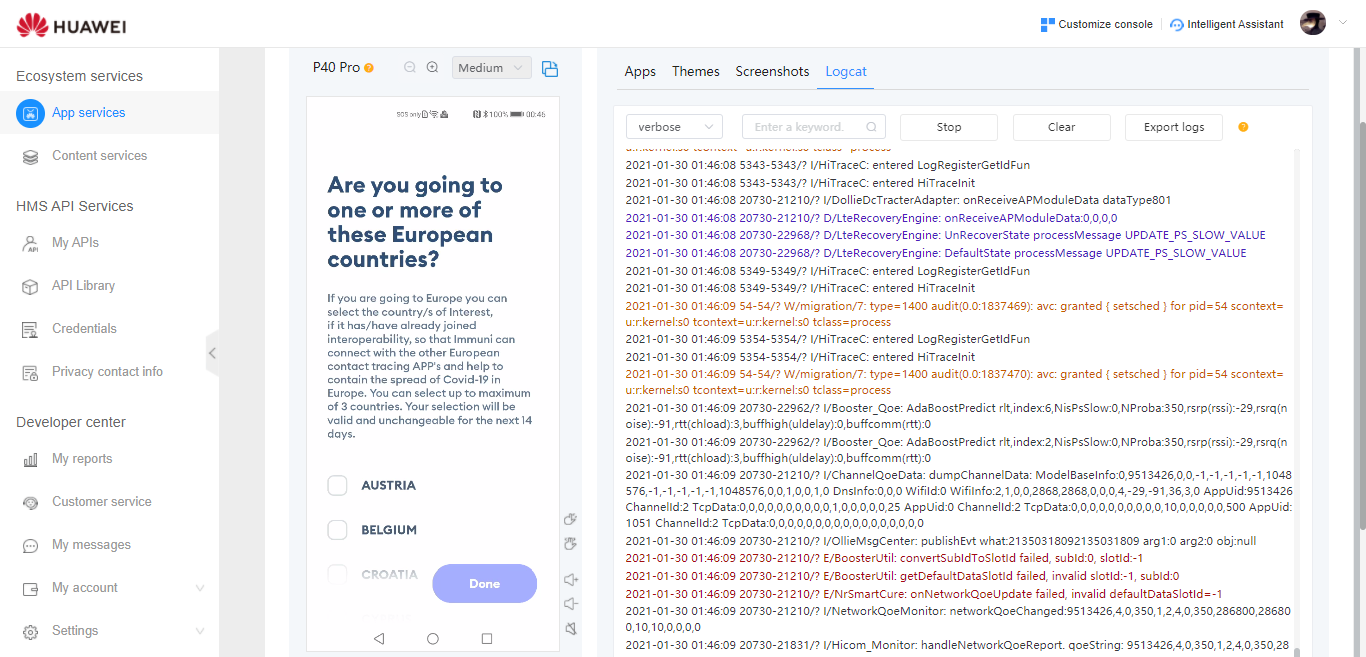 HUAWEI
Customize console
Intelligent Assistant
Ecosystem services
App services
Content services
HMS API Services
My APIs
API Library
Credentials
Privacy contact info
Developer center
My reports
Customer service
My messages
My account
Settings
P40 Pro
Medium
SOS only
100%
00:46
Are you going to
one or more of
these European
countries?
If you are going to Europe you can
select the country/s of Interest,
if it has/have already joined
interoperability, so that Immuni can
connect with the other European
contact tracing APP's and help to
contain the spread of Covid-19 in
Europe. You can select up to maximum
of 3 countries. Your selection will be
valid and unchangeable for the next 14
days.
AUSTRIA
BELGIUM
CROATIA
Done
Apps Themes Screenshots Logcat
verbose
Enter a keyword.
Stop
Clear
Export logs
u:r:kernel:s0 tcontext=u:r:kernel:s0 tclass=process
2021-01-30 01:46:08 5343-5343/? I/HiTraceC: entered LogRegisterGetIdFun
2021-01-30 01:46:08 5343-5343/? I/HiTraceC: entered HiTraceInit
2021-01-30 01:46:08 20730-21210/? I/DollieDcTracterAdapter: onReceiveAPModuleData dataType801
2021-01-30 01:46:08 20730-21210/? D/LteRecoveryEngine: onReceiveAPModuleData:0,0,0,0
2021-01-30 01:46:08 20730-22968/? D/LteRecoveryEngine: UnRecoverState processMessage UPDATE_PS_SLOW_VALUE
2021-01-30 01:46:08 20730-22968/? D/LteRecoveryEngine: DefaultState processMessage UPDATE_PS_SLOW_VALUE
2021-01-30 01:46:08 5349-5349/? I/HiTraceC: entered LogRegisterGetIdFun
2021-01-30 01:46:08 5349-5349/? I/HiTraceC: entered HiTraceInit
2021-01-30 01:46:09 54-54/? W/migration/7: type=1400 audit(0.0:1837469): avc: granted { setsched } for pid=54 scontext=
u:r:kernel:s0 tcontext=u:r:kernel:s0 tclass=process
2021-01-30 01:46:09 5354-5354/? I/HiTraceC: entered LogRegisterGetIdFun
2021-01-30 01:46:09 5354-5354/? I/HiTraceC: entered HiTraceInit
2021-01-30 01:46:09 54-54/? W/migration/7: type=1400 audit(0.0:1837470): avc: granted { setsched } for pid=54 scontext=
u:r:kernel:s0 tcontext=u:r:kernel:s0 tclass=process
2021-01-30 01:46:09 20730-22962/? I/Booster_Qoe: AdaBoostPredict rlt,index:6,NisPsSlow:0,NProba:350,rsrp(rssi):-29,rsrq(n
oise):-91,rtt(chload):3,buffhigh(uldelay):0,buffcomm(rtt):0
2021-01-30 01:46:09 20730-22962/? I/Booster_Qoe: AdaBoostPredict rlt,index:2,NisPsSlow:0,NProba:350,rsrp(rssi):-29,rsrq(n
oise):-91,rtt(chload):3,buffhigh(uldelay):0,buffcomm(rtt):0
2021-01-30 01:46:09 20730-21210/? I/ChannelQoeData: dumpChannelData: ModelBaseInfo:0,9513426,0,0,-1,-1,-1,-1,-1,1048
576,-1,-1,-1,-1,-1,1048576,0,0,1,0,0,1,0 DnsInfo:0,0,0 WifiId:0 WifiInfo:2,1,0,0,2868,2868,0,0,0,4,-29,-91,36,3,0 AppUid:9513426
ChannelId:2 TcpData:0,0,0,0,0,0,0,0,0,0,1,0,0,0,0,0,25 AppUid:0 ChannelId:2 TcpData:0,0,0,0,0,0,0,0,0,0,10,0,0,0,0,0,500 AppUid:
1051 ChannelId:2 TcpData:0,0,0,0,0,0,0,0,0,0,0,0,0,0,0,0,0
2021-01-30 01:46:09 20730-21210/? I/OllieMsgCenter: publishEvt what:21350318092135031809 arg1:0 arg2:0 obj:null
2021-01-30 01:46:09 20730-21210/? E/BoosterUtil: convertSubIdToSlotId failed, subId:0, slotId:-1
2021-01-30 01:46:09 20730-21210/? E/BoosterUtil: getDefaultDataSlotId failed, invalid slotId:-1, subId:0
2021-01-30 01:46:09 20730-21210/? E/NrSmartCure: onNetworkQoeUpdate failed, invalid defaultDataSlotId=-1
2021-01-30 01:46:09 20730-21210/? I/NetworkQoeMonitor: networkQoeChanged:9513426,4,0,350,1,2,4,0,350,286800,28680
0,10,10,0,0,0,0
2021-01-30 01:46:09 20730-21831/? I/Hicom_Monitor: handleNetworkQoeReport. qoeString: 9513426,4,0,350,1,2,4,0,350,28